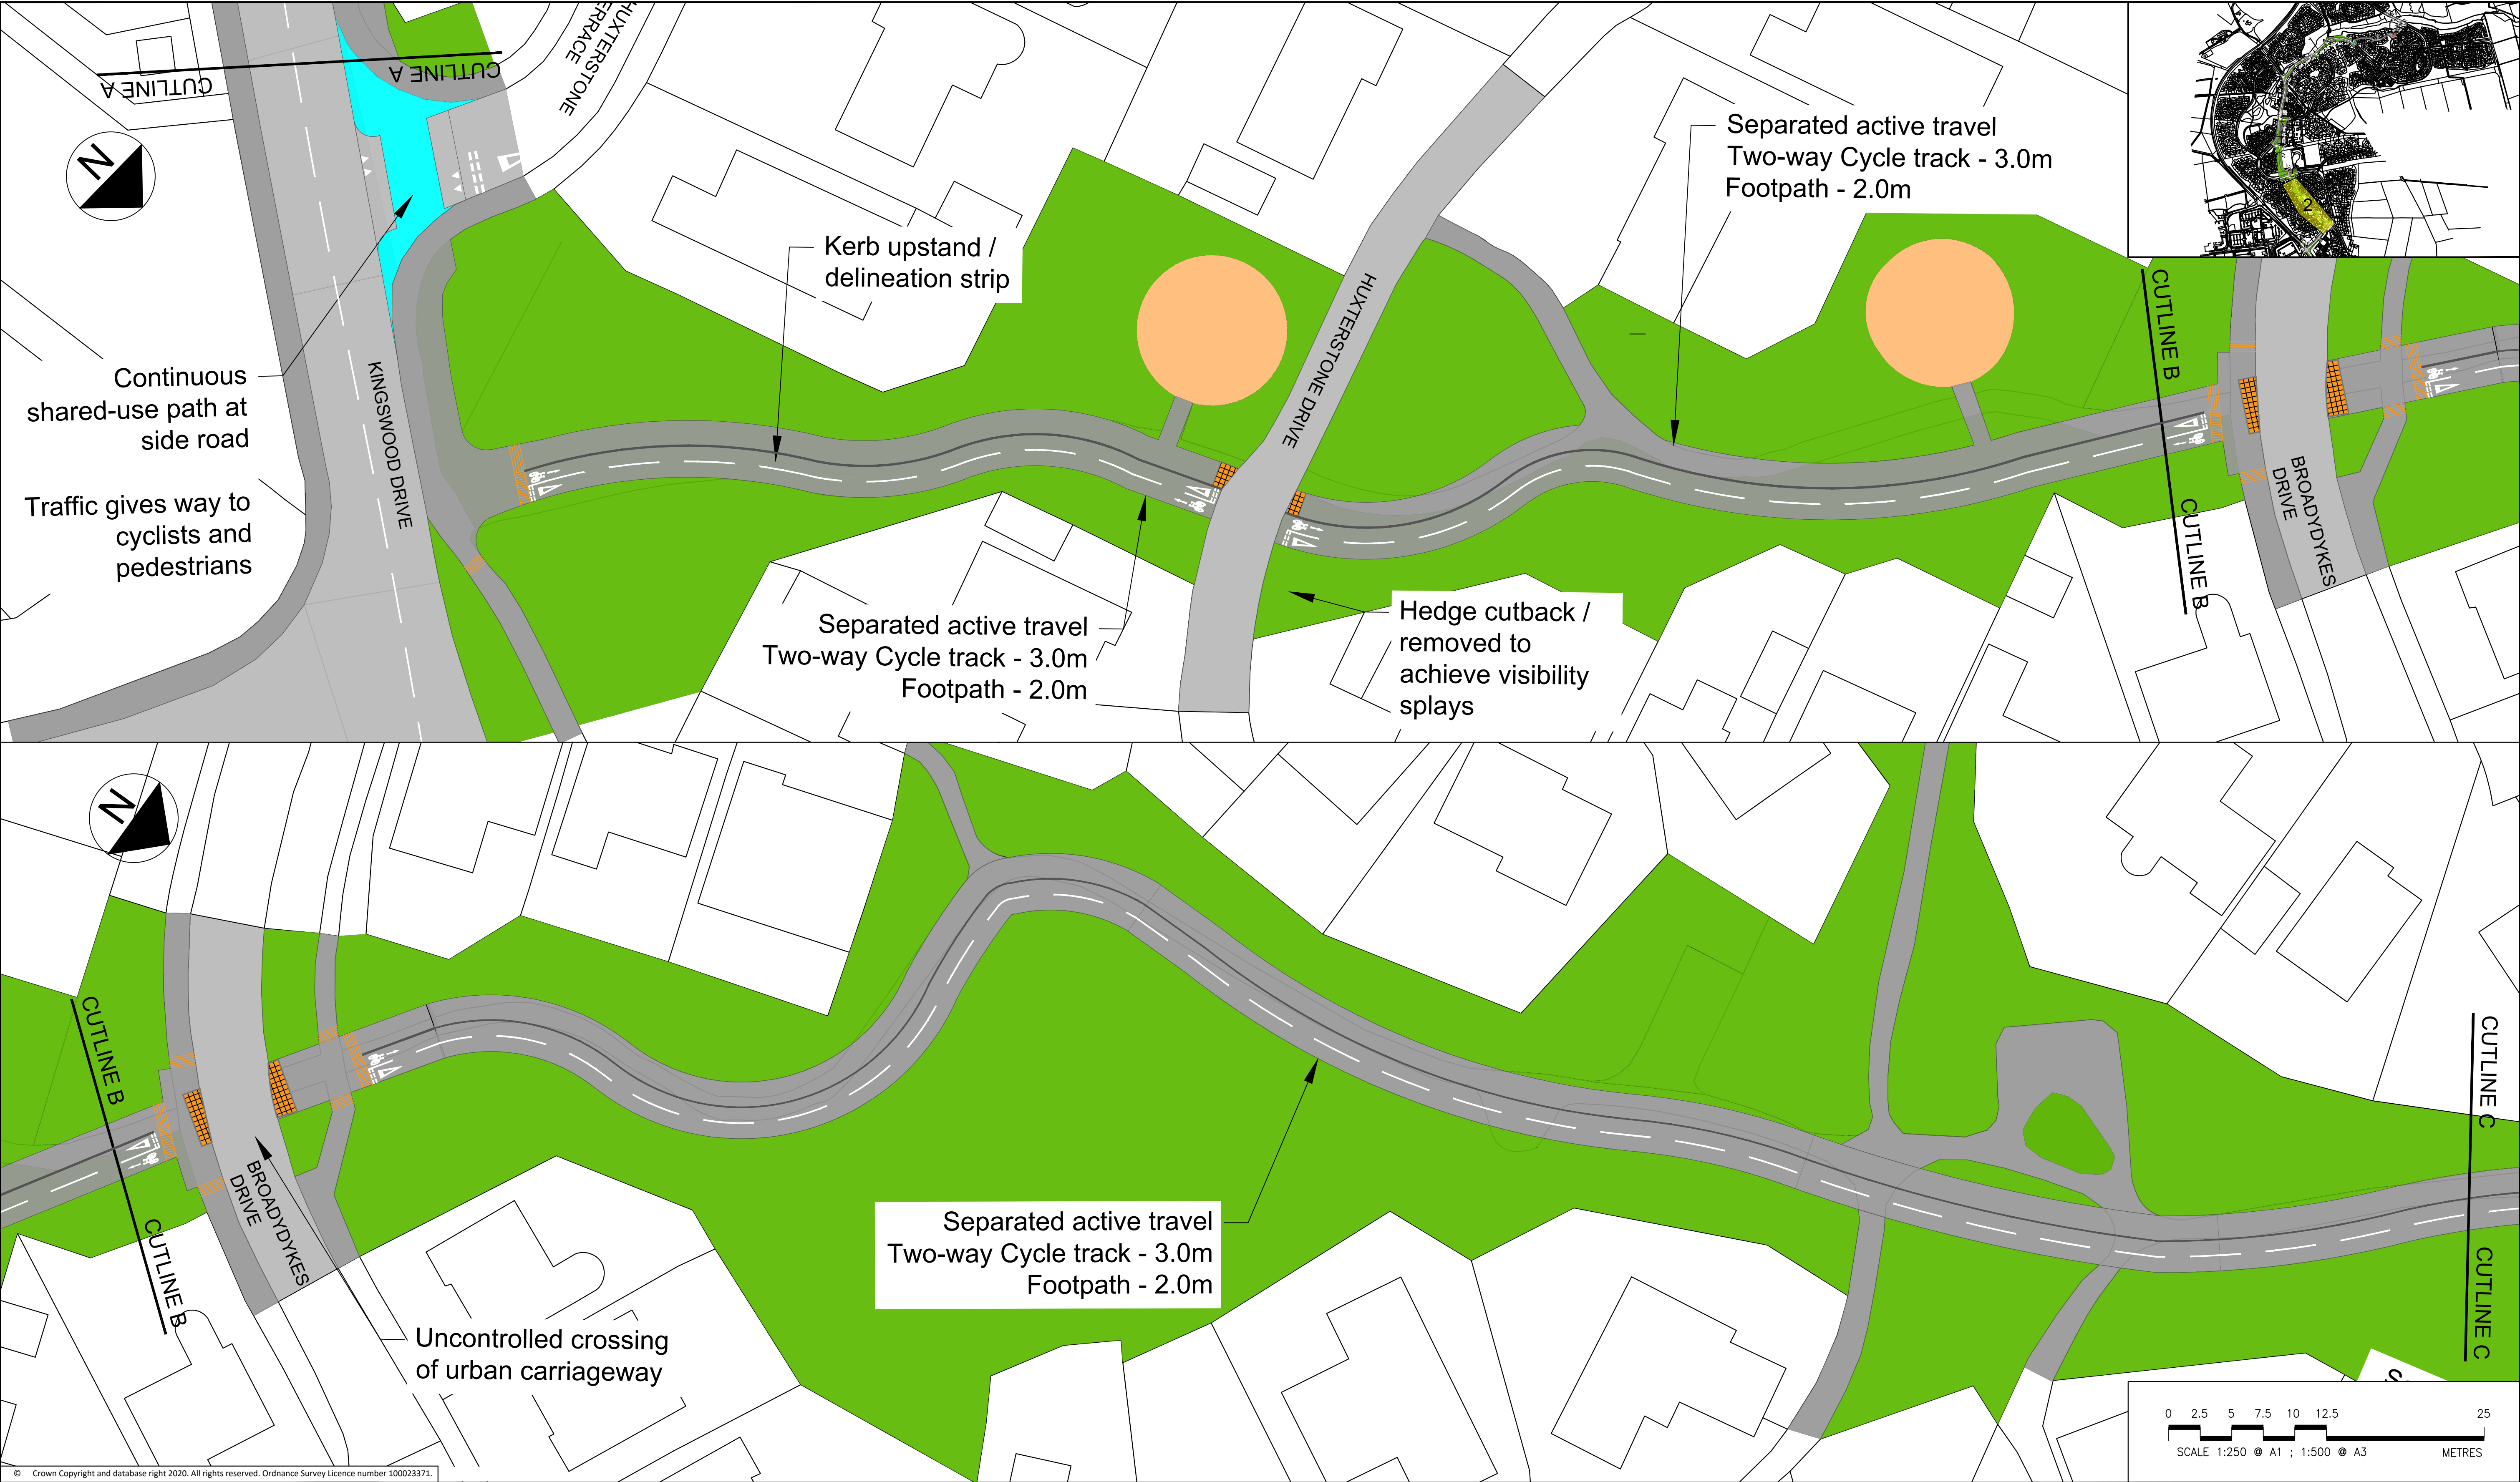 CUTLINE A
CUTLINE A
HUXTERSTONE
ERRACE
N
Continuous
shared-use path at
side road
Traffic gives way to
cyclists and
pedestrians
KINGSWOOD DRIVE
Kerb upstand /
delineation strip
Separated active travel
Two-way Cycle track - 3.0m
Footpath - 2.0m
HUXTERSTONE DRIVE
Separated active travel
Two-way Cycle track - 3.0m
Footpath - 2.0m
Hedge cutback /
removed to
achieve visibility
splays
CUTLINE B
CUTLINE B
BROADYDYKES
DRIVE
2
N
CUTLINE B
CUTLINE B
BROADYDYKES
DRIVE
Uncontrolled crossing
of urban carriageway
Separated active travel
Two-way Cycle track - 3.0m
Footpath - 2.0m
CUTLINE C
CUTLINE C
0 2.5 5 7.5 10 12.5 25
SCALE 1:250 @ A1 ; 1:500 @ A3 METRES
© Crown Copyright and database right 2020. All rights reserved. Ordnance Survey Licence number 100023371.